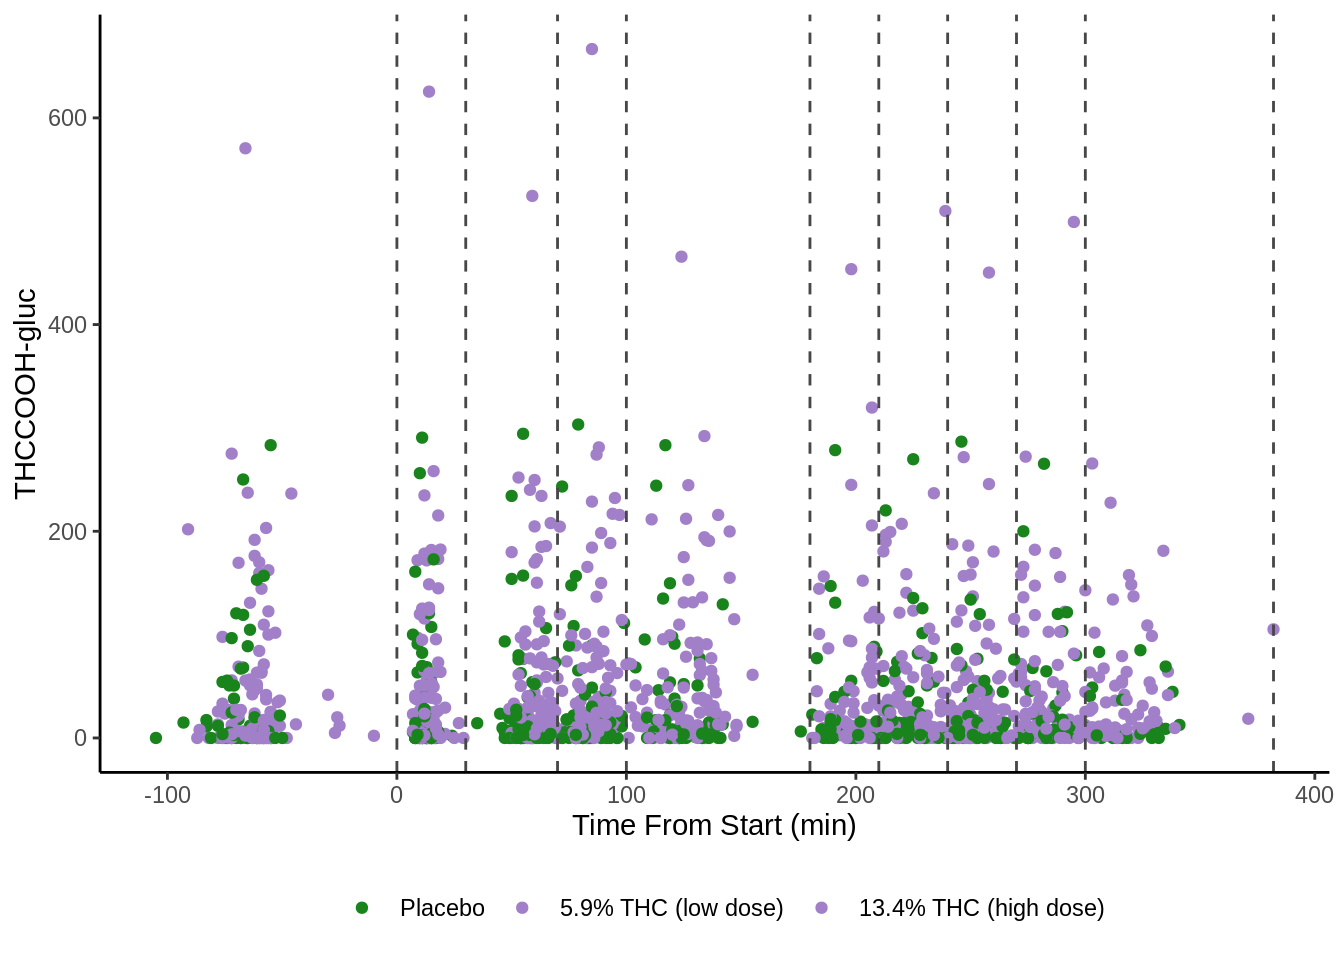 THCCOOH-gluc
600
400
200
0
-100 0 100 200 300 400
Time From Start (min)
Placebo 5.9% THC (low dose) 13.4% THC (high dose)